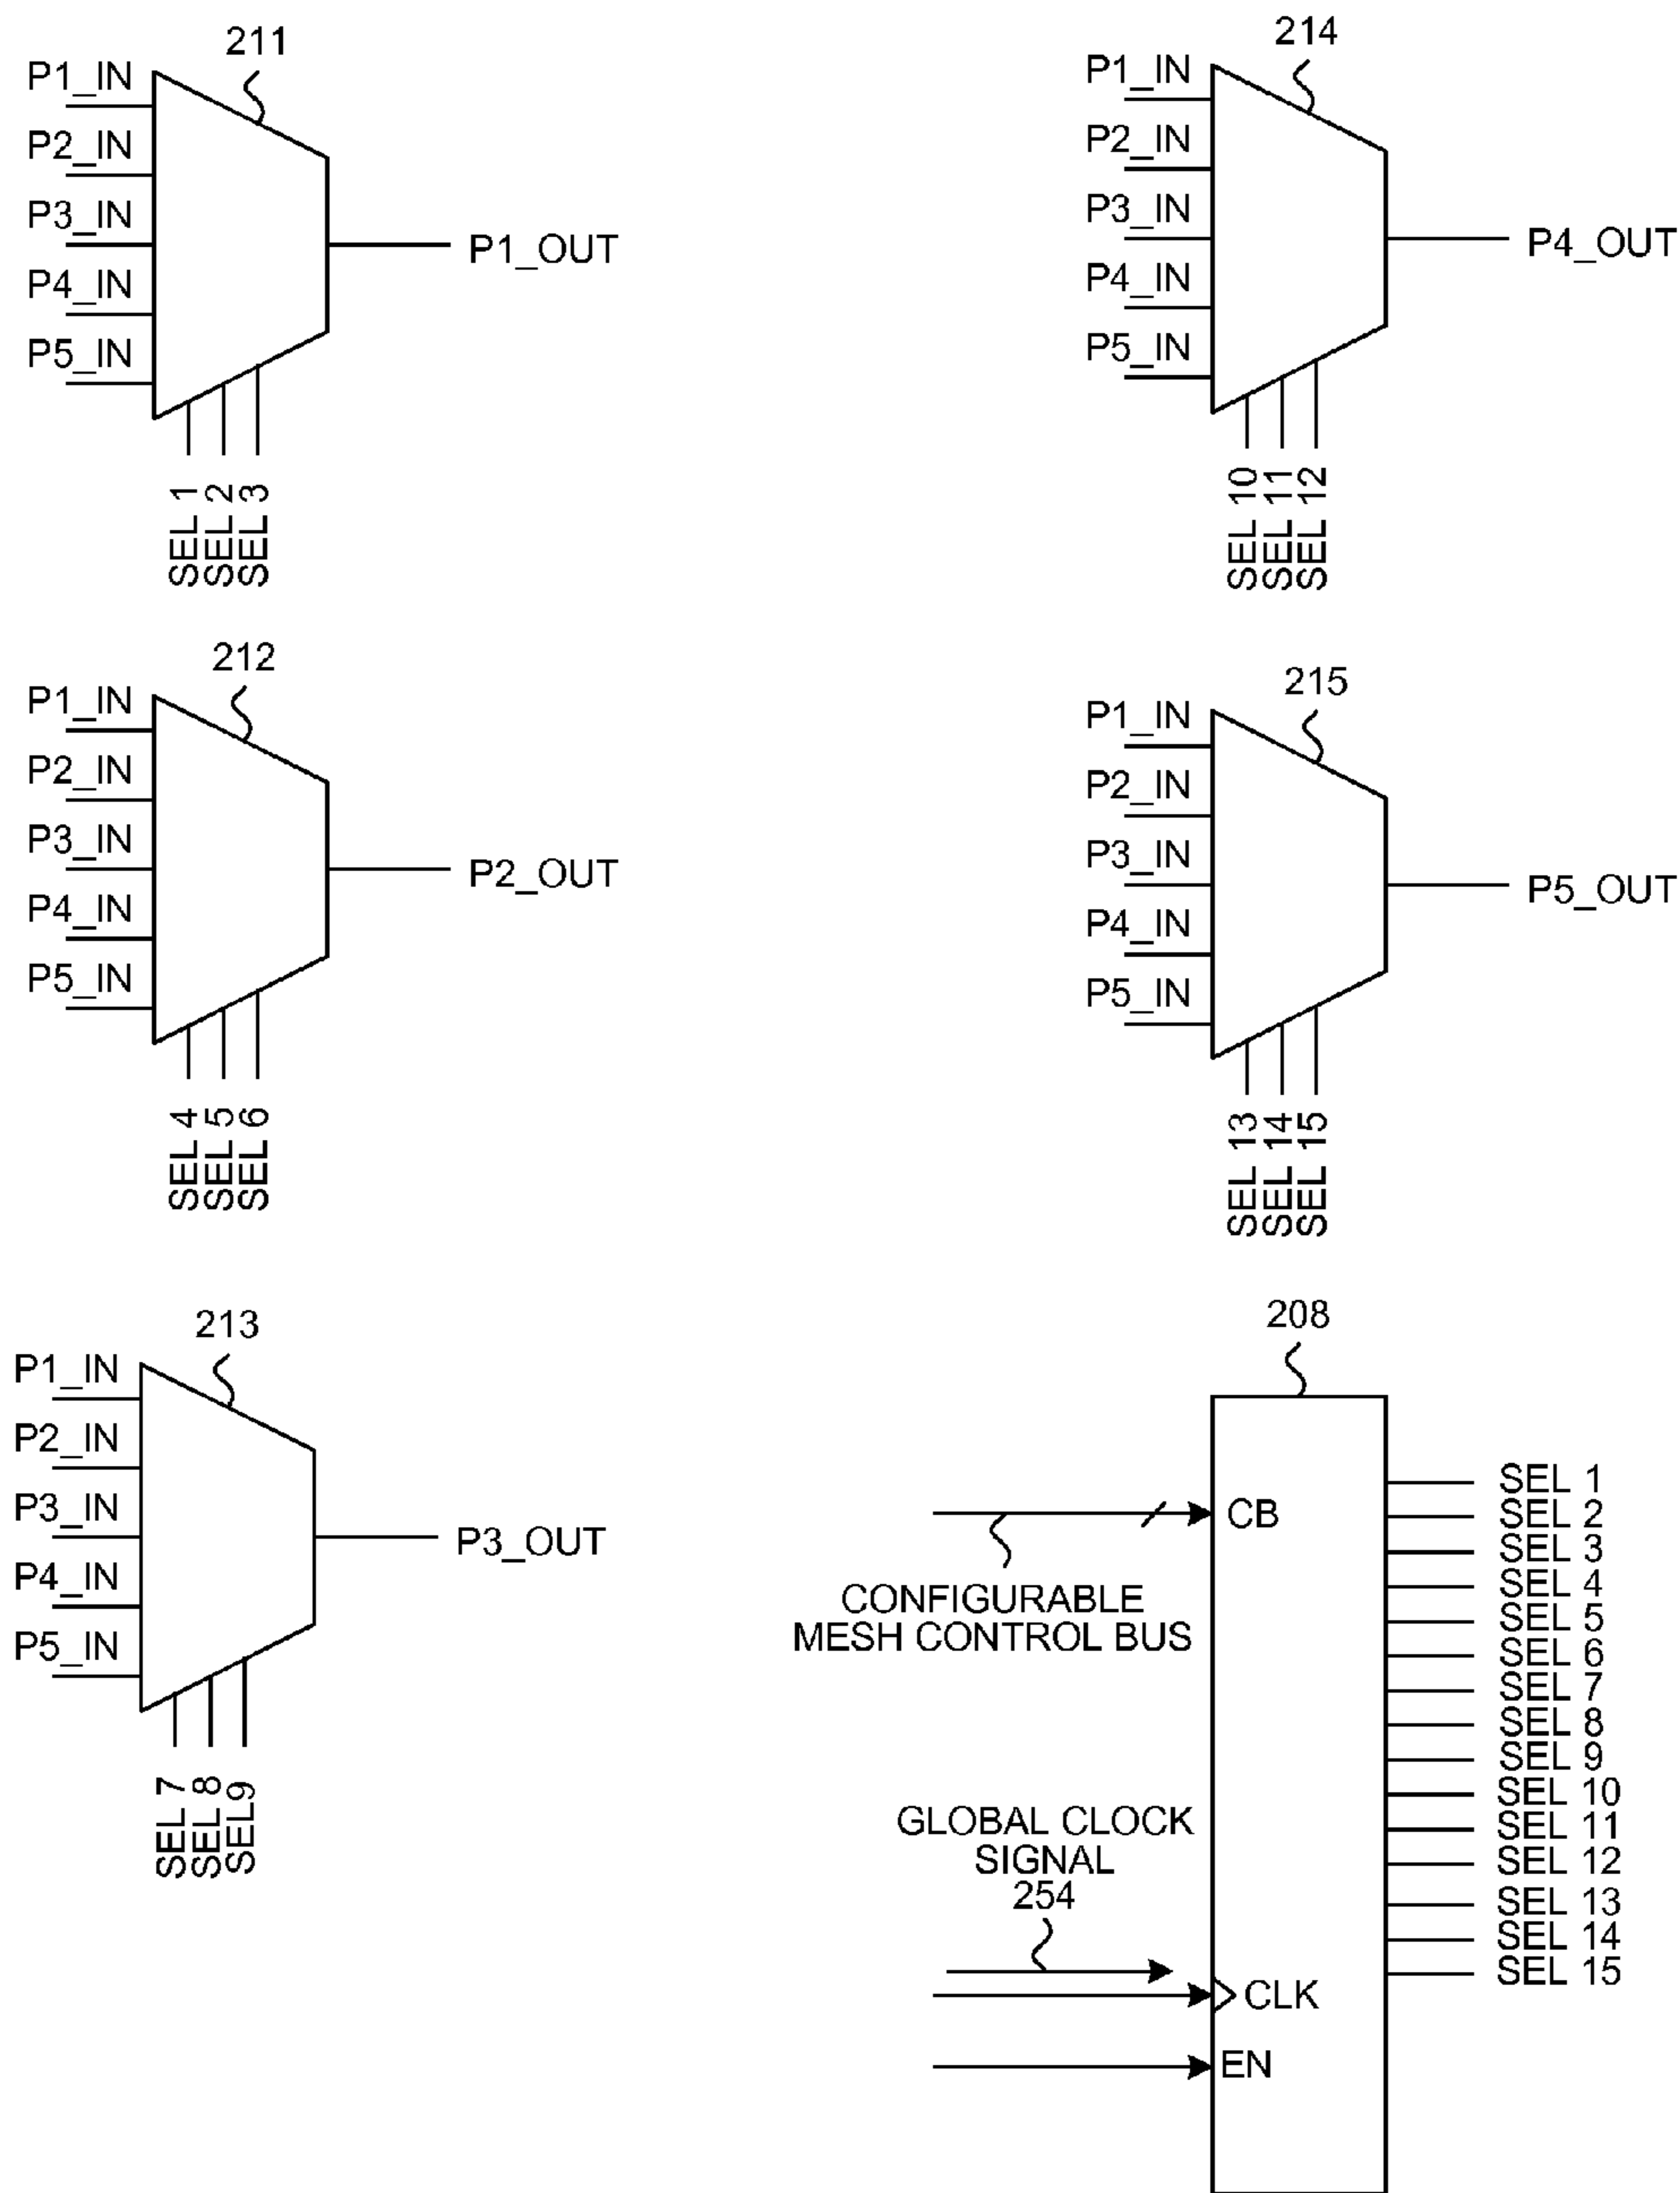 211
P1_IN
P2_IN
P3_IN
P4_IN
P5_IN
P1_OUT
SEL 1
SEL 2
SEL 3
214
P1_IN
P2_IN
P3_IN
P4_IN
P5_IN
P4_OUT
SEL 10
SEL 11
SEL 12
212
P1_IN
P2_IN
P3_IN
P4_IN
P5_IN
P2_OUT
SEL 4
SEL 5
SEL 6
215
P1_IN
P2_IN
P3_IN
P4_IN
P5_IN
P5_OUT
SEL 13
SEL 14
SEL 15
213
P1_IN
P2_IN
P3_IN
P4_IN
P5_IN
P3_OUT
SEL 7
SEL 8
SEL9
208
CB
CONFIGURABLE
MESH CONTROL BUS
GLOBAL CLOCK
SIGNAL
254
CLK
EN
SEL 1
SEL 2
SEL 3
SEL 4
SEL 5
SEL 6
SEL 7
SEL 8
SEL 9
SEL 10
SEL 11
SEL 12
SEL 13
SEL 14
SEL 15